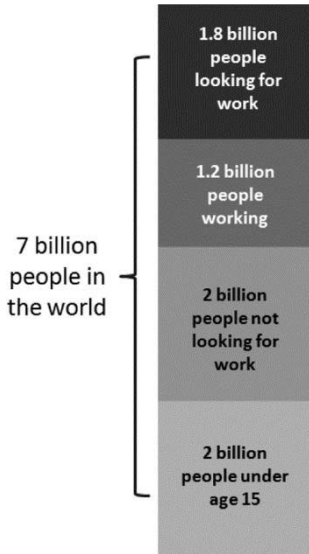 1.8 billion
people
looking for
work
1.2 billion
people
working
7 billion
people in
the world
2 billion
people not
looking for
work
2 billion
people under
age 15